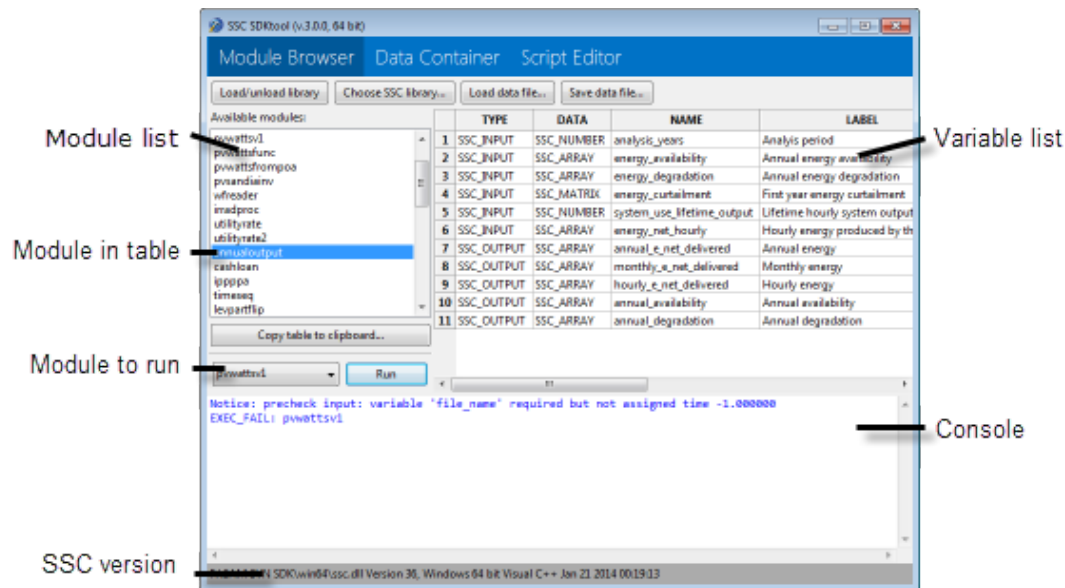 SSC SDKtool (v.3.0.0, 64 bit)
Module Browser Data Container Script Editor
Load/unload library Choose SSC library... Load data file... Save data file...
Available modules:
TYPE DATA NAME LABEL
Module list
Variable list
pvwattsv1
pvwattsfunc
pvwattsfrompoa
pvsandiainv
wfreader
irradproc
utilityrate
utilityrate2
annualoutput
cashloan
ippppa
timeseq
levpartflip
1 SSC_INPUT SSC_NUMBER analysis_years Analyis period
2 SSC_INPUT SSC_ARRAY energy_availability Annual energy availability
3 SSC_INPUT SSC_ARRAY energy_degradation Annual energy degradation
4 SSC_INPUT SSC_MATRIX energy_curtailment First year energy curtailment
5 SSC_INPUT SSC_NUMBER system_use_lifetime_output Lifetime hourly system output
6 SSC_INPUT SSC_ARRAY energy_net_hourly Hourly energy produced by th
7 SSC_OUTPUT SSC_ARRAY annual_e_net_delivered Annual energy
8 SSC_OUTPUT SSC_ARRAY monthly_e_net_delivered Monthly energy
9 SSC_OUTPUT SSC_ARRAY hourly_e_net_delivered Hourly energy
10 SSC_OUTPUT SSC_ARRAY annual_availability Annual availability
11 SSC_OUTPUT SSC_ARRAY annual_degradation Annual degradation
Module in table
Copy table to clipboard...
Module to run
pvwattsv1 Run
Notice: precheck input: variable 'file_name' required but not assigned time -1.000000
EXEC_FAIL: pvwattsv1
Console
SSC version
SDK\win64\ssc.dll Version 36, Windows 64 bit Visual C++ Jan 21 2014 00:19:13